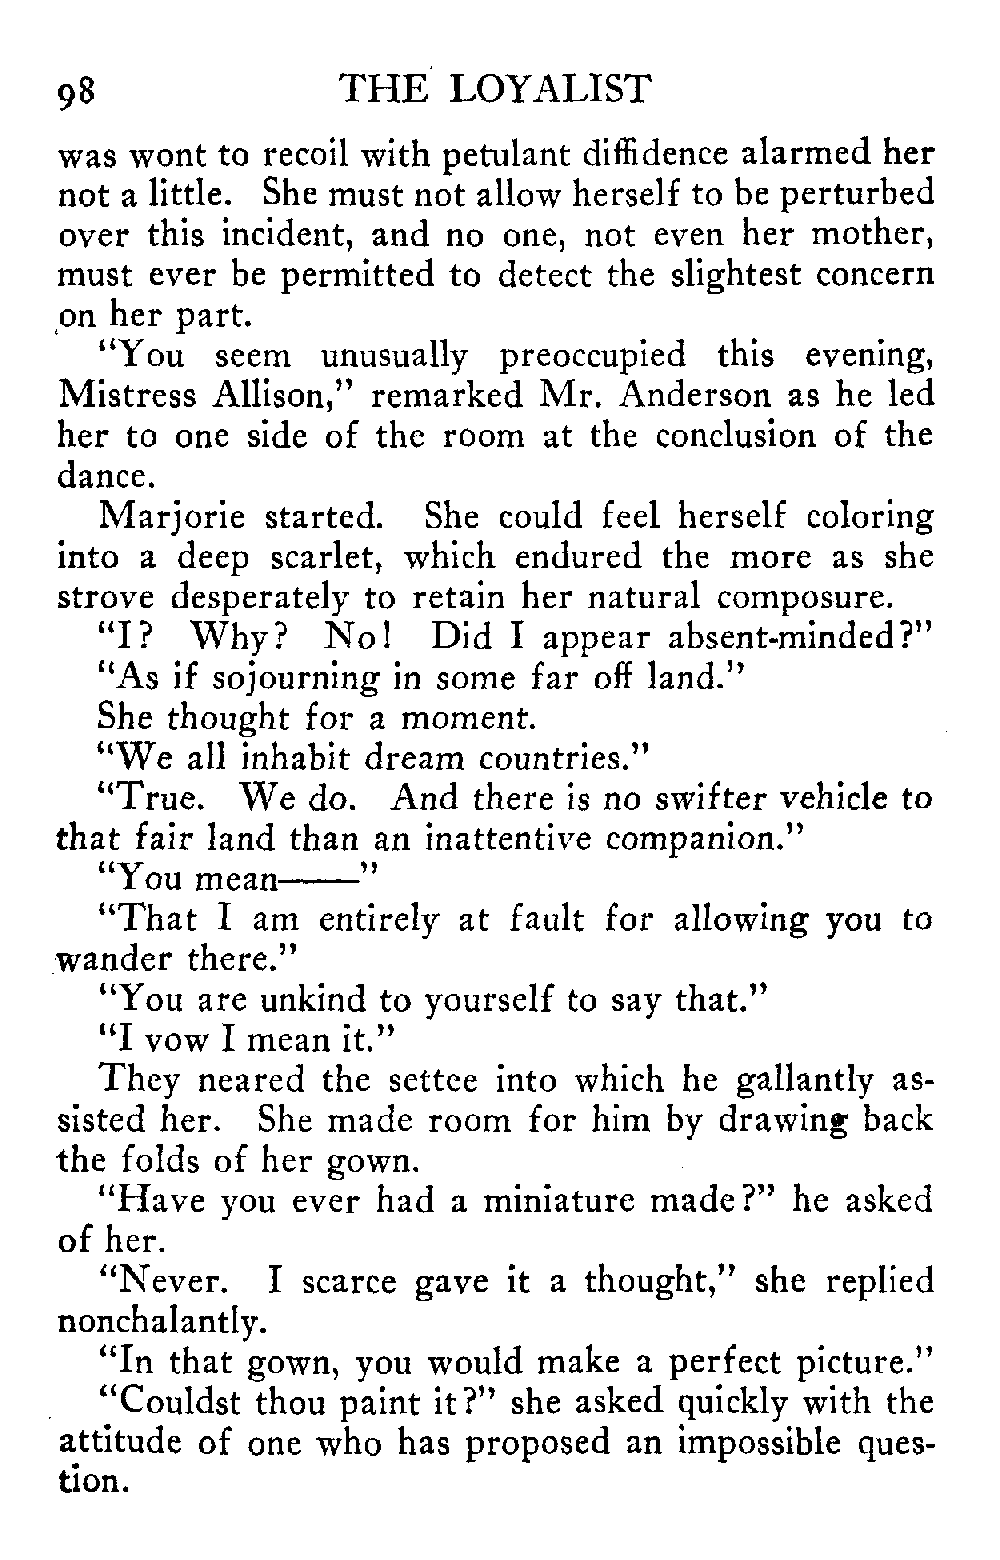 98 THE LOYALIST
was wont to recoil with petulant diffidence alarmed her
not a little. She must not allow herself to be perturbed
over this incident, and no one, not even her mother,
must ever be permitted to detect the slightest concern
on her part.
"You seem unusually preoccupied this evening,
Mistress Allison," remarked Mr. Anderson as he led
her to one side of the room at the conclusion of the
dance.
Marjorie started. She could feel herself coloring
into a deep scarlet, which endured the more as she
strove desperately to retain her natural composure.
"I? Why? No! Did I appear absent-minded?"
"As if sojourning in some far off land."
She thought for a moment.
"We all inhabit dream countries."
"True. We do. And there is no swifter vehicle to
that fair land than an inattentive companion."
"You mean——"
"That I am entirely at fault for allowing you to
wander there."
"You are unkind to yourself to say that."
"I vow I mean it."
They neared the settee into which he gallantly as-
sisted her. She made room for him by drawing back
the folds of her gown.
"Have you ever had a miniature made?" he asked
of her.
"Never. I scarce gave it a thought," she replied
nonchalantly.
"In that gown, you would make a perfect picture."
"Couldst thou paint it?" she asked quickly with the
attitude of one who has proposed an impossible ques-
tion.